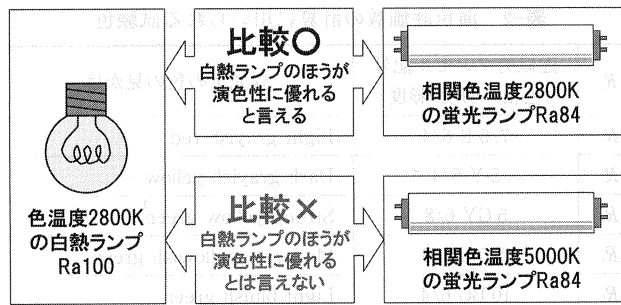 比較〇
白熱ランプのほうが
演色性に優れる
と言える
相関色温度2800K
の蛍光ランプRa84
色温度2800K
の白熱ランプ
Ra100
比較×
白熱ランプのほうが
演色性に優れる
とは言えない
相関色温度5000K
の蛍光ランプRa84